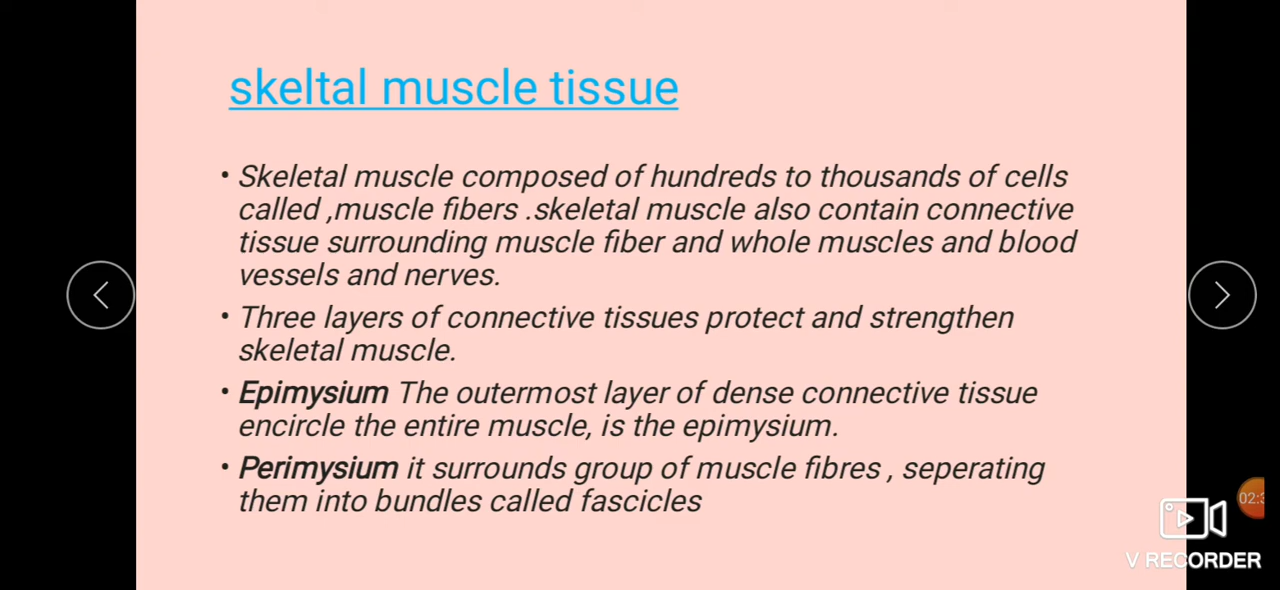 skeltal muscle tissue
• Skeletal muscle composed of hundreds to thousands of cells
called ,muscle fibers .skeletal muscle also contain connective
tissue surrounding muscle fiber and whole muscles and blood
vessels and nerves.
• Three layers of connective tissues protect and strengthen
skeletal muscle.
• Epimysium The outermost layer of dense connective tissue
encircle the entire muscle, is the epimysium.
• Perimysium it surrounds group of muscle fibres , seperating
them into bundles called fascicles
V RECORDER